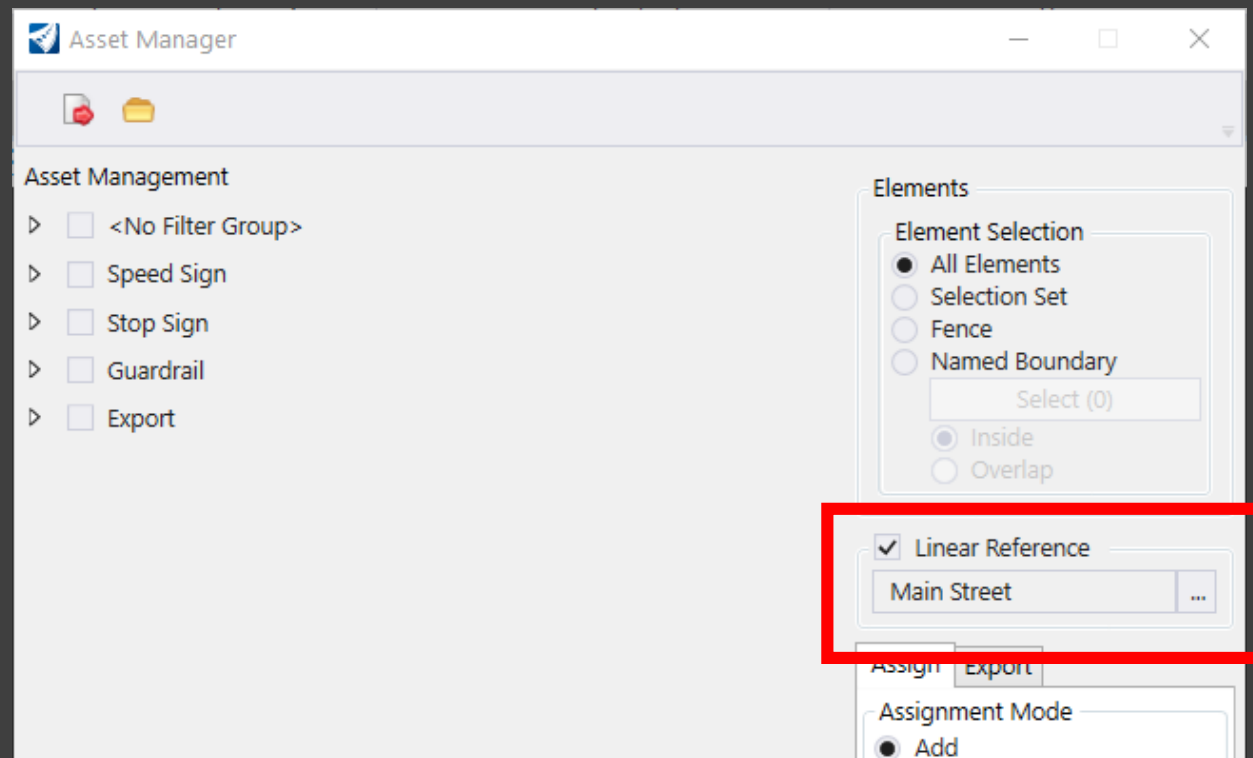 Asset Manager
Asset Management
<No Filter Group>
Speed Sign
Stop Sign
Guardrail
Export
Elements
Element Selection
All Elements
Selection Set
Fence
Named Boundary
Select (0)
Inside
Overlap
Linear Reference
Main Street
...
Assign Export
Assignment Mode
Add